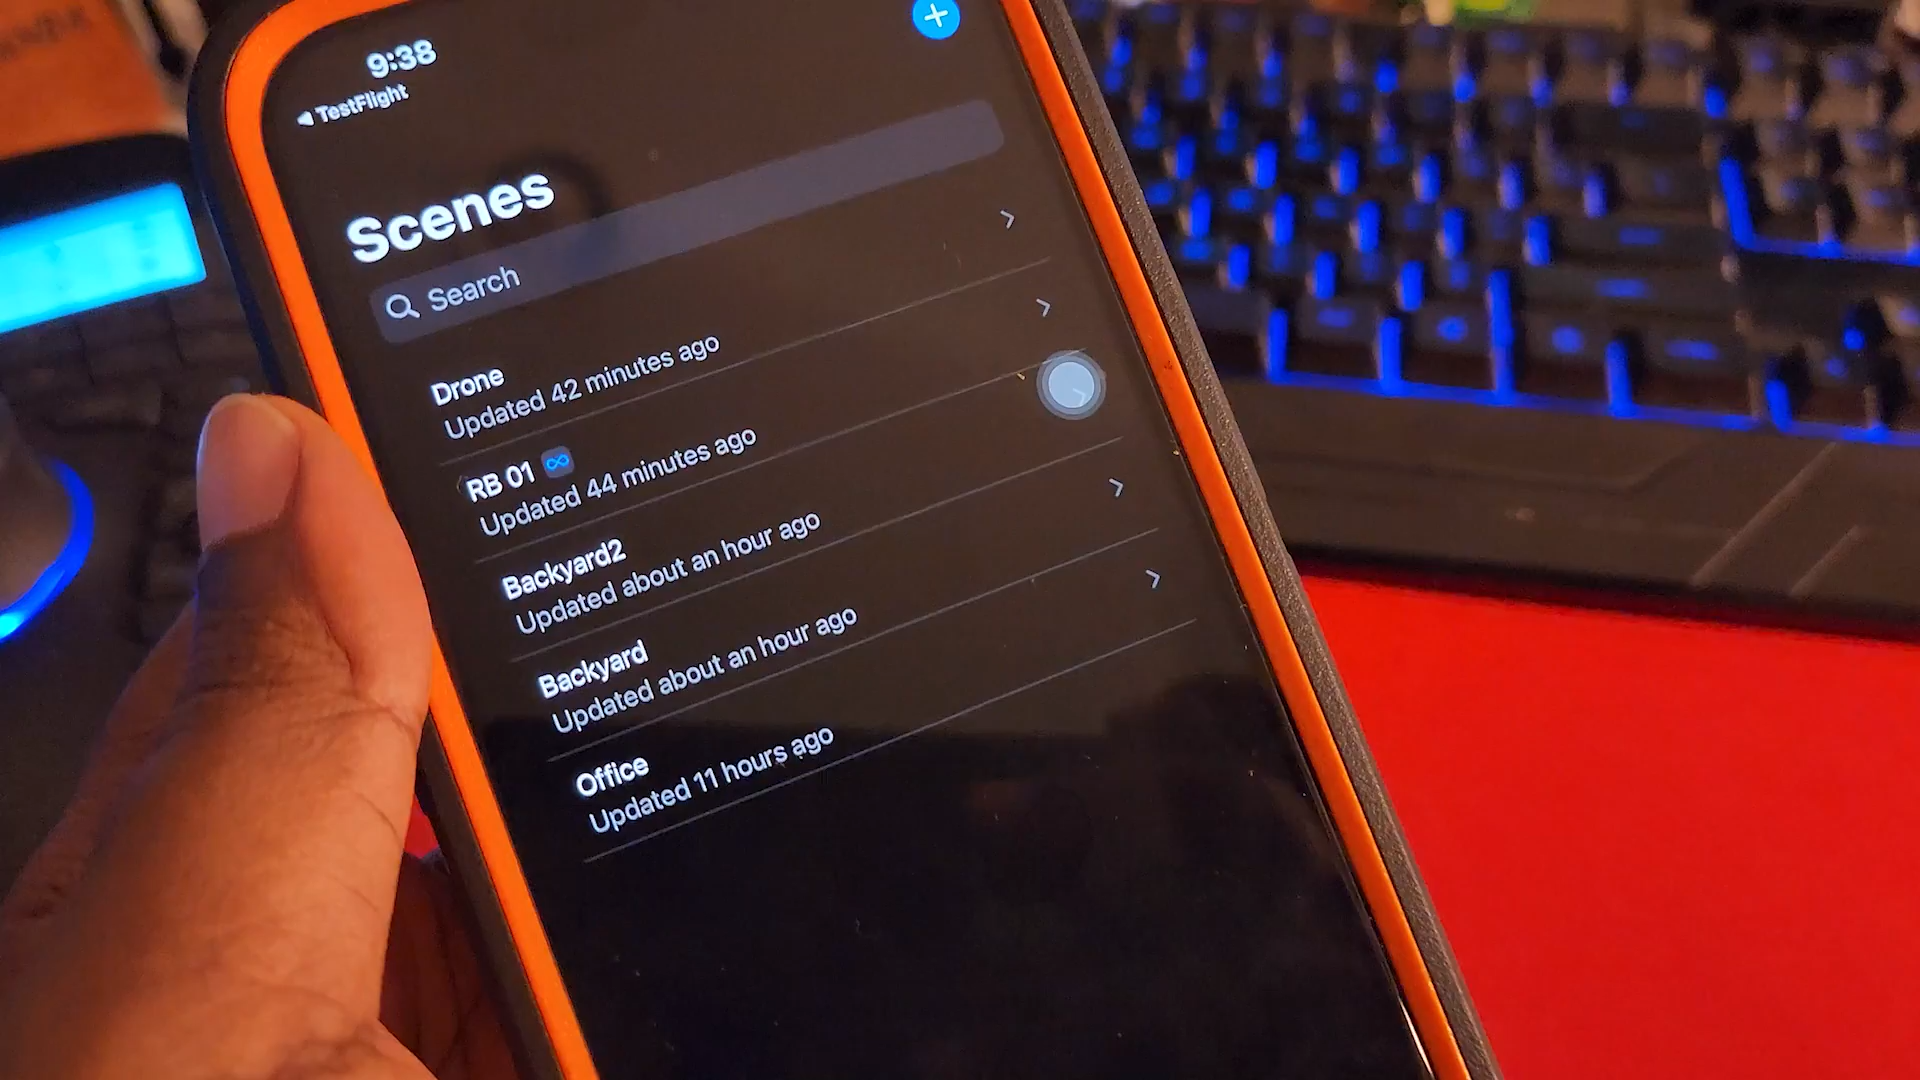 9:38
TestFlight
Scenes
Search
Drone
Updated 42 minutes ago
RB 01
Updated 44 minutes ago
Backyard2
Updated about an hour ago
Backyard
Updated about an hour ago
Office
Updated 11 hours ago